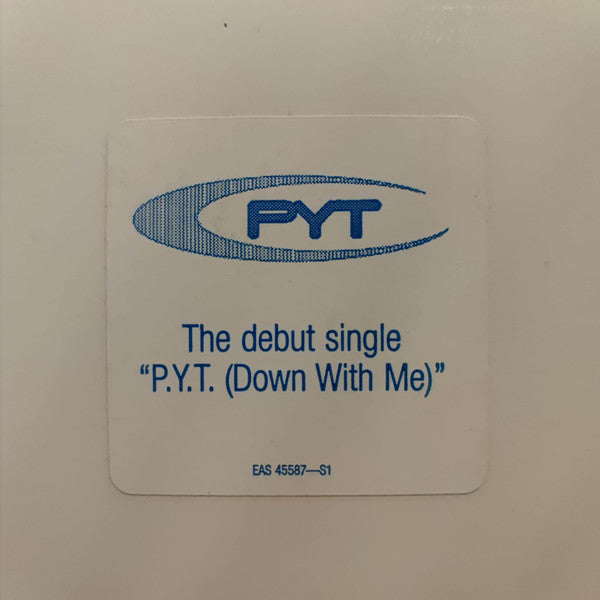 PYT
The debut single
“P.Y.T. (Down With Me)”
EAS 45587—S1